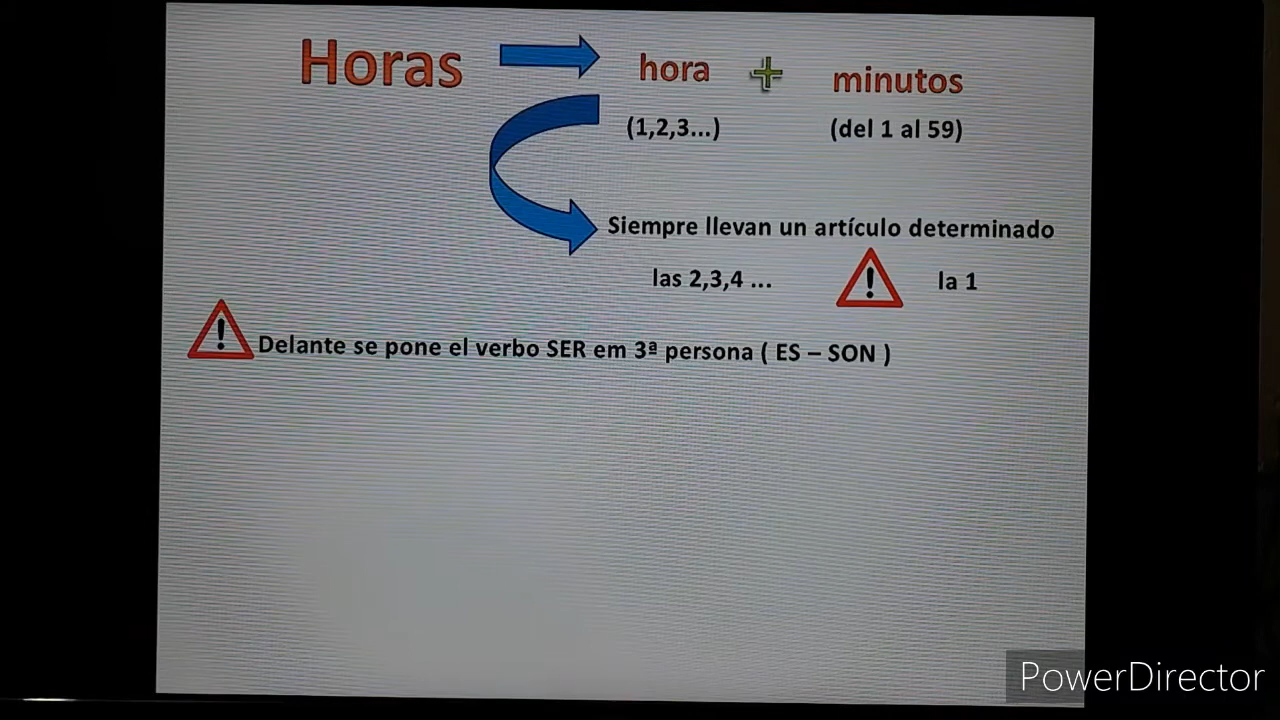 Horas hora + minutos
(1,2,3...) (del 1 al 59)
Siempre llevan un artículo determinado
las 2,3,4 ... la 1
Delante se pone el verbo SER em 3ª persona ( ES – SON )
PowerDirector